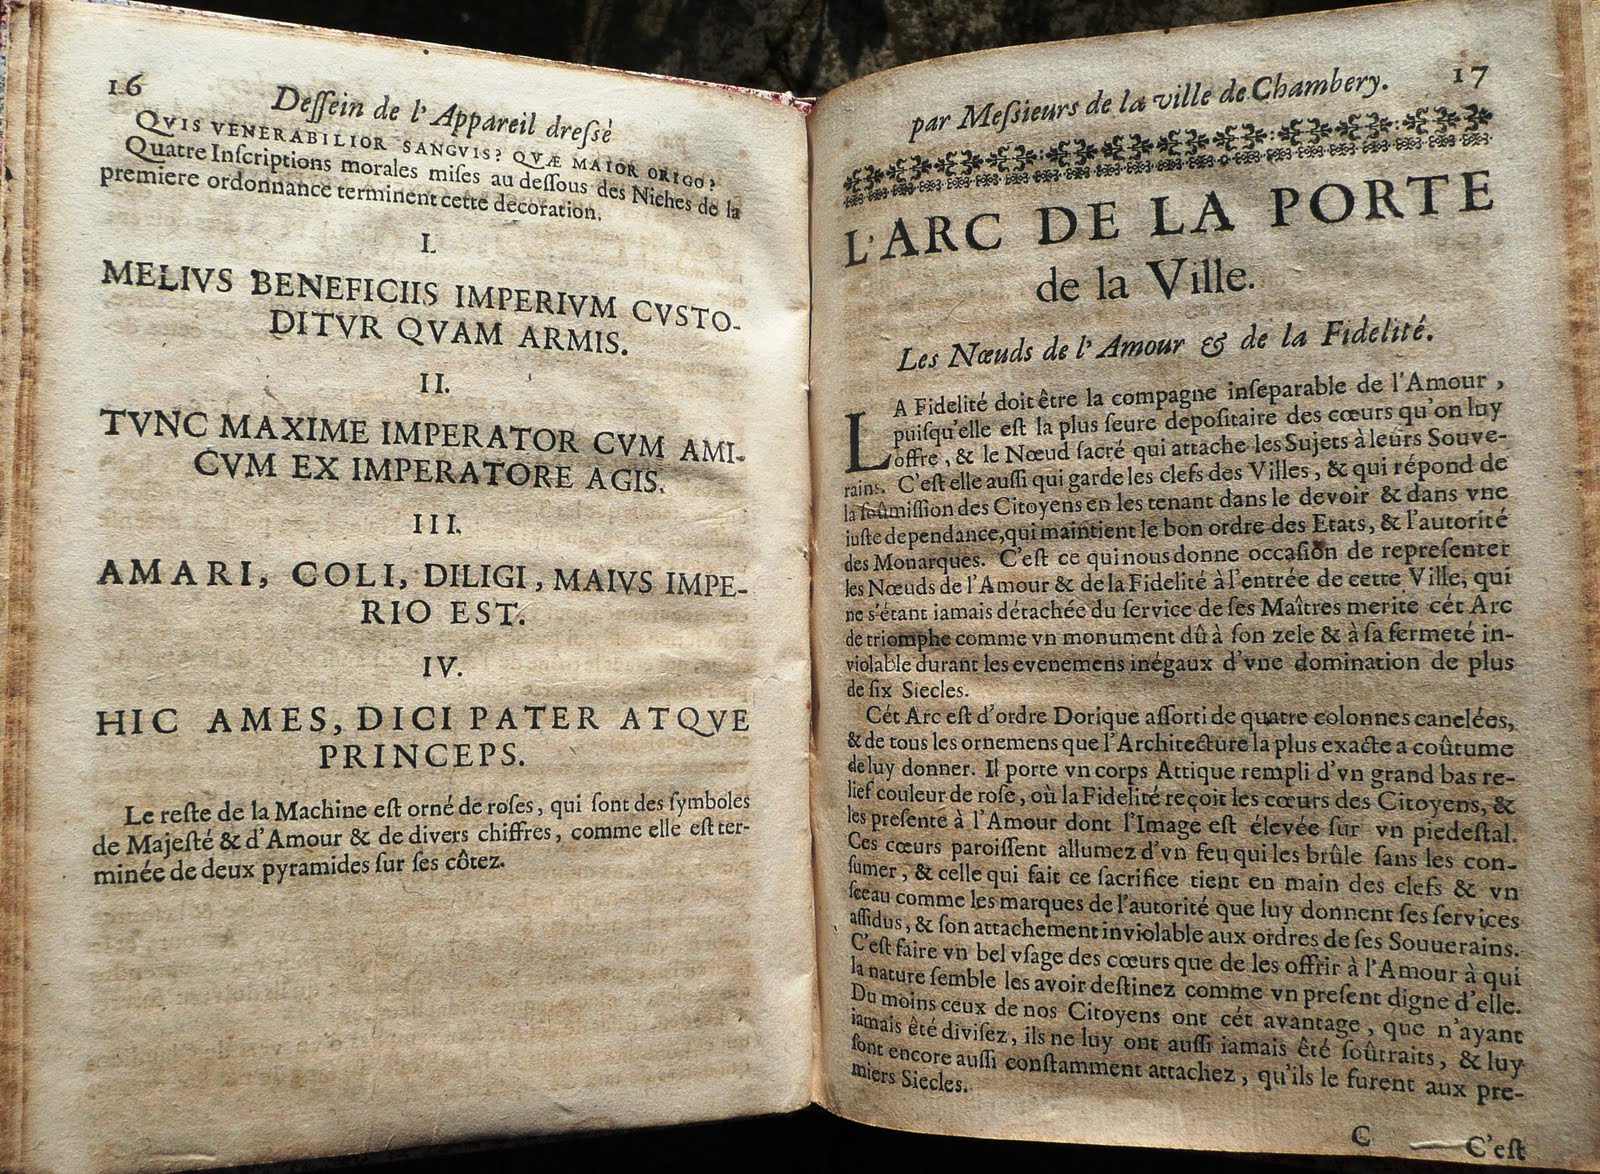 16
Deſſein de l'Appareil dreſsè
QVIS VENERABILIOR SANGVIS? QVÆ MAIOR ORIGO?
Quatre Inſcriptions morales miſes au deſſous des Niches de la
premiere ordonnance terminent cette decoration.
I.
MELIVS BENEFICIIS IMPERIVM CVSTO-
DITVR QVAM ARMIS.
II.
TVNC MAXIME IMPERATOR CVM AMI-
CVM EX IMPERATORE AGIS.
III.
AMARI, COLI, DILIGI, MAIVS IMPE-
RIO EST.
IV.
HIC AMES, DICI PATER ATQVE
PRINCEPS.
Le reſte de la Machine eſt orné de roſes, qui ſont des ſymboles
de Majeſté & d'Amour & de divers chiffres, comme elle eſt ter-
minée de deux pyramides ſur ſes côtez.
par Meſsieurs de la ville de Chambery.
17
L'ARC DE LA PORTE
de la Ville.
Les Nœuds de l'Amour & de la Fidelité.
LA Fidelité doit être la compagne inſeparable de l'Amour,
puiſqu'elle eſt la plus ſeure depoſitaire des cœurs qu'on luy
offre, & le Nœud ſacré qui attache les Sujets à leurs Souve-
rains. C'eſt elle auſſi qui garde les clefs des Villes, & qui répond de
la ſoûmiſſion des Citoyens en les tenant dans le devoir & dans vne
iuſte dependance, qui maintient le bon ordre des Etats, & l'autorité
des Monarques. C'eſt ce qui nous donne occaſion de repreſenter
les Nœuds de l'Amour & de la Fidelité à l'entrée de cette Ville, qui
ne s'étant iamais détachée du ſervice de ſes Maîtres merite cét Arc
de triomphe comme vn monument dû à ſon zele & à ſa fermeté in-
violable durant les evenemens inégaux d'vne domination de plus
de ſix Siecles.
Cét Arc eſt d'ordre Dorique aſſorti de quatre colonnes canelées,
& de tous les ornemens que l'Architecture la plus exacte a coûtume
de luy donner. Il porte vn corps Attique rempli d'vn grand bas re-
lief couleur de roſe, où la Fidelité reçoit les cœurs des Citoyens, &
les preſente à l'Amour dont l'Image eſt élevée ſur vn piedeſtal.
Ces cœurs paroiſſent allumez d'vn feu qui les brûle ſans les con-
ſumer, & celle qui fait ce ſacrifice tient en main des clefs & vn
ſceau comme les marques de l'autorité que luy donnent ſes ſervices
aſſidus, & ſon attachement inviolable aux ordres de ſes Souuerains.
C'eſt faire vn bel vſage des cœurs que de les offrir à l'Amour à qui
la nature ſemble les avoir deſtinez comme vn preſent digne d'elle.
Du moins ceux de nos Citoyens ont cét avantage, que n'ayant
iamais êté diviſez, ils ne luy ont auſſi iamais êté ſoûtraits, & luy
ſont encore auſſi conſtamment attachez, qu'ils le furent aux pre-
miers Siecles.
C
C'eſt